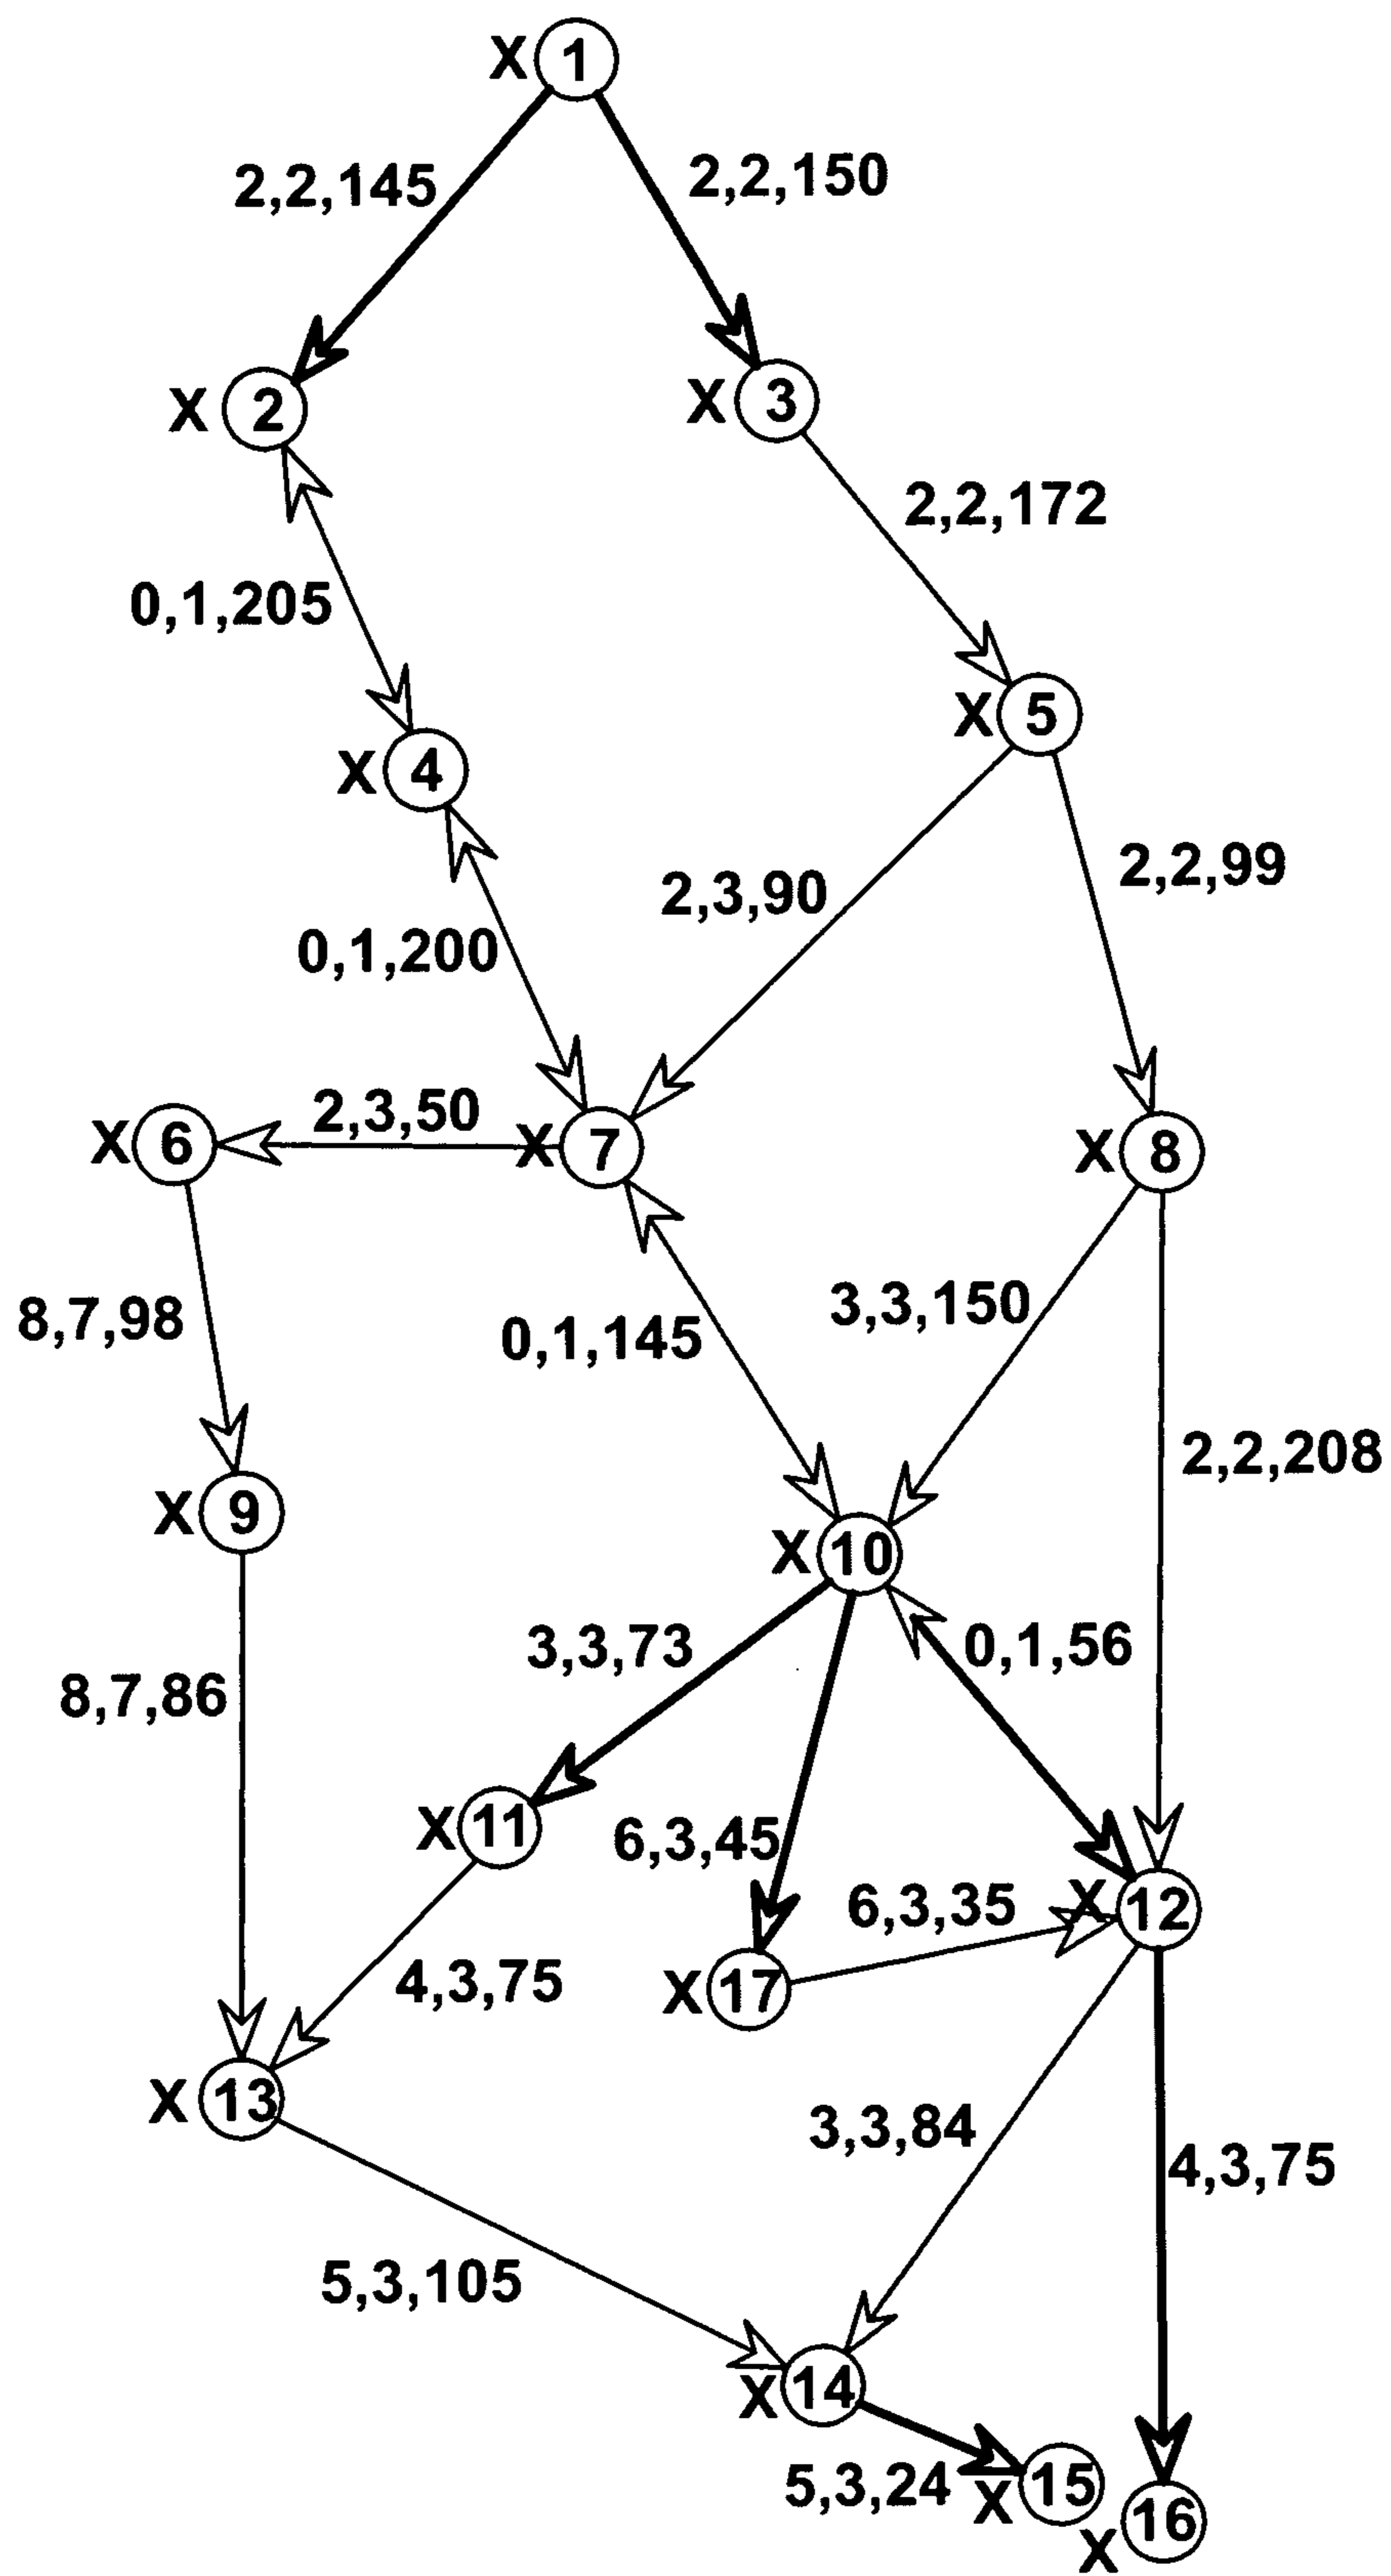 X 1
2,2,145
2,2,150
X 2
X 3
2,2,172
0,1,205
X 5
X 4
2,2,99
2,3,90
0,1,200
2,3,50
X 6
X 7
X 8
3,3,150
8,7,98
0,1,145
2,2,208
X 9
X 10
3,3,73
0,1,56
8,7,86
X 11
6,3,45
6,3,35
X 12
4,3,75
X 17
X 13
3,3,84
4,3,75
5,3,105
X 14
5,3,24
X 15
X 16